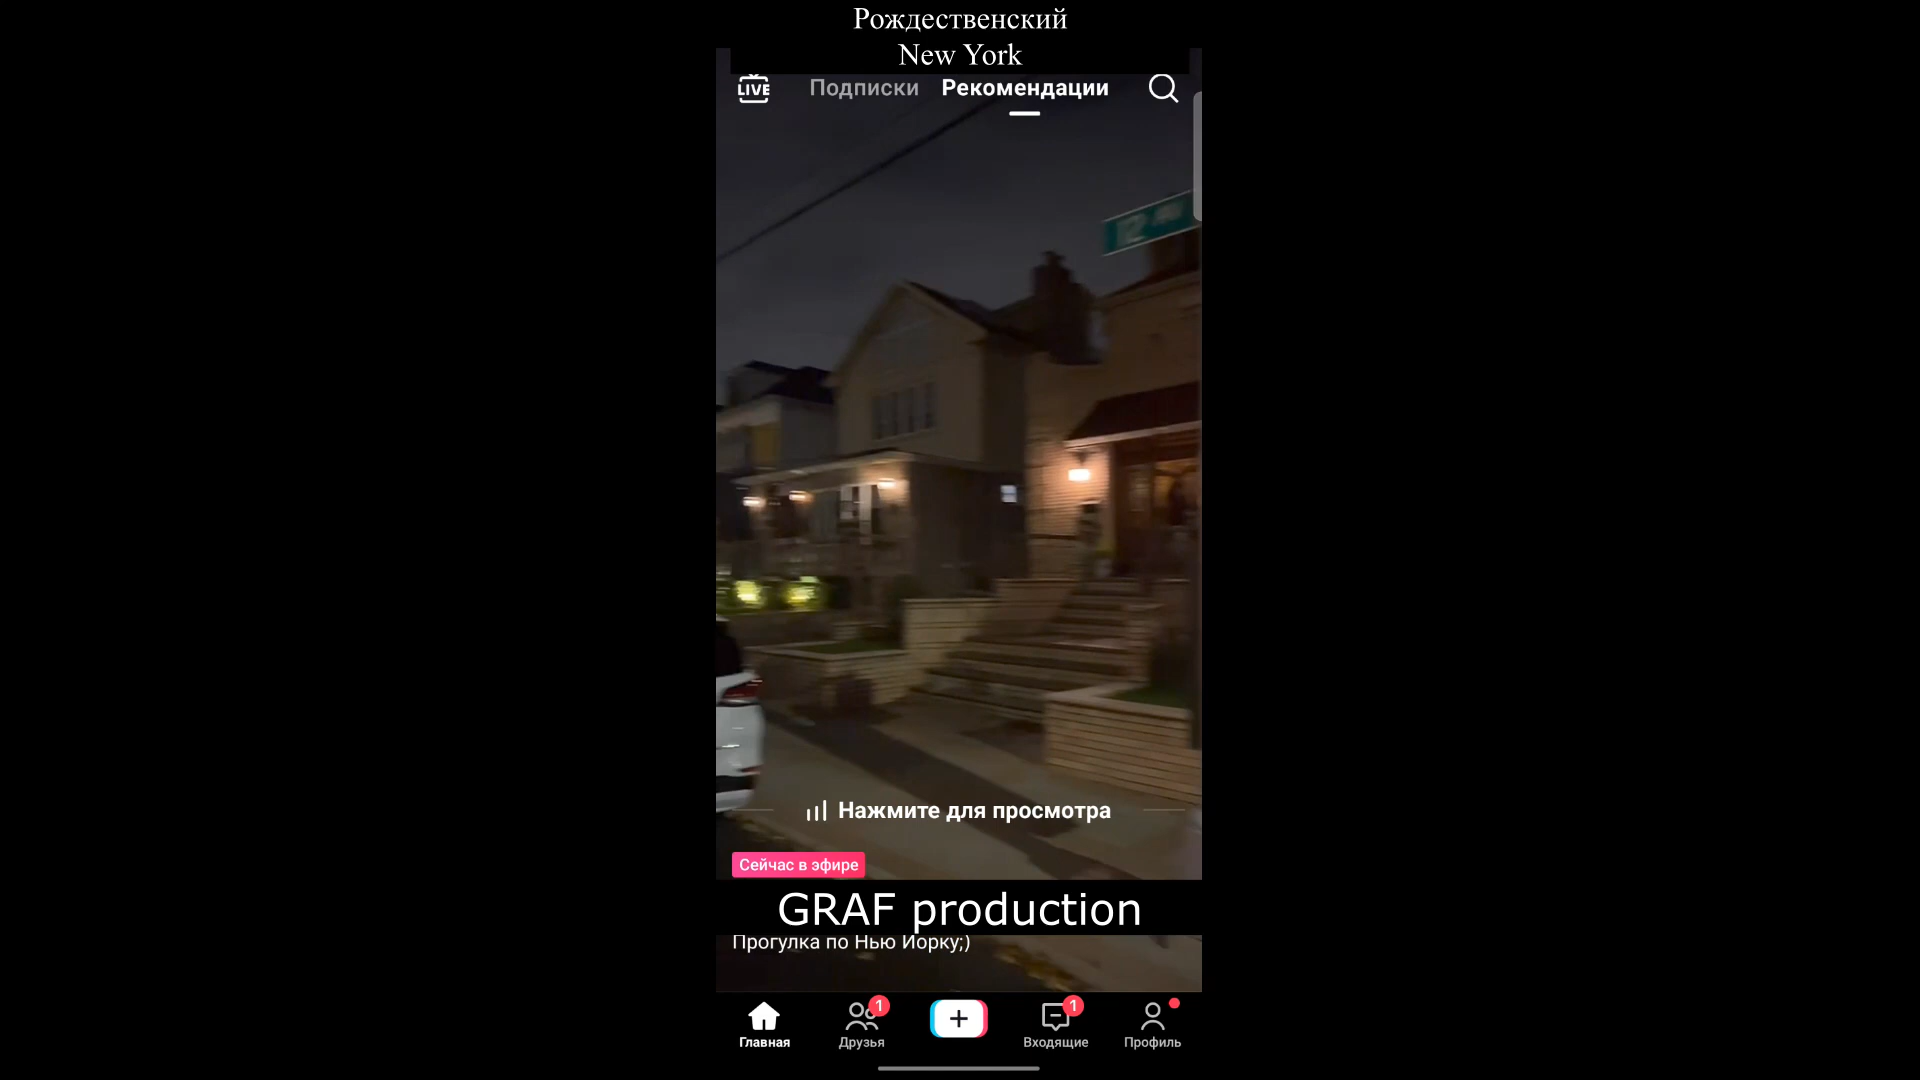 Рождественский
New York
LIVE
Подписки Рекомендации
12
Нажмите для просмотра
Сейчас в эфире
GRAF production
Прогулка по Нью Йорку;)
1
1
Главная Друзья Входящие Профиль